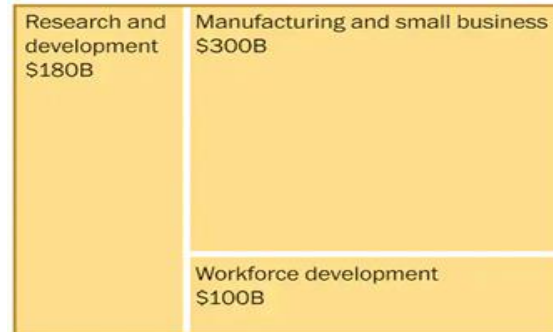 Research and
development
$180B
Manufacturing and small business
$300B
Workforce development
$100B